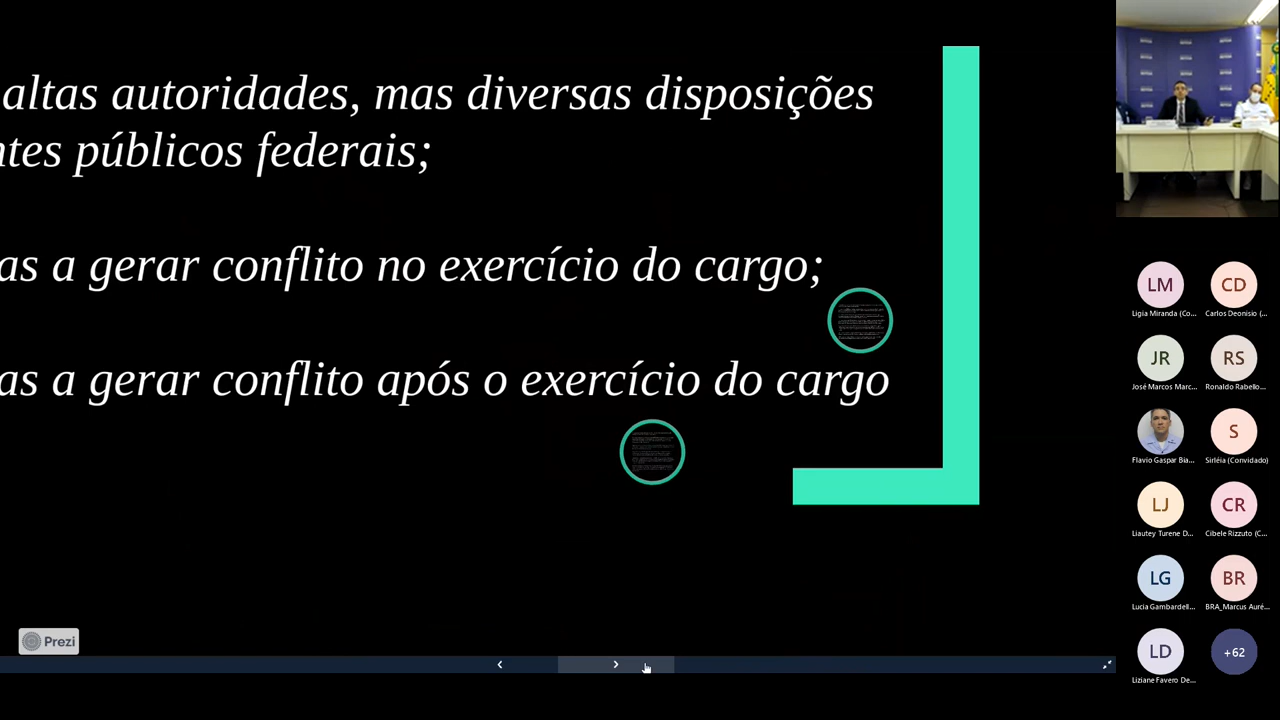 altas autoridades, mas diversas disposições
ntes públicos federais;
as a gerar conflito no exercício do cargo;
as a gerar conflito após o exercício do cargo
Prezi
LM
CD
Ligia Miranda (Co...
Carlos Deonisio (...
JR
RS
José Marcos Marc...
Ronaldo Rabello...
S
Flavio Gaspar Bia...
Sirléia (Convidado)
LJ
CR
Liautey Turene D...
Cibele Rizzuto (C...
LG
BR
Lucia Gambardell...
BRA_Marcus Auré...
LD
+62
Liziane Favero De...